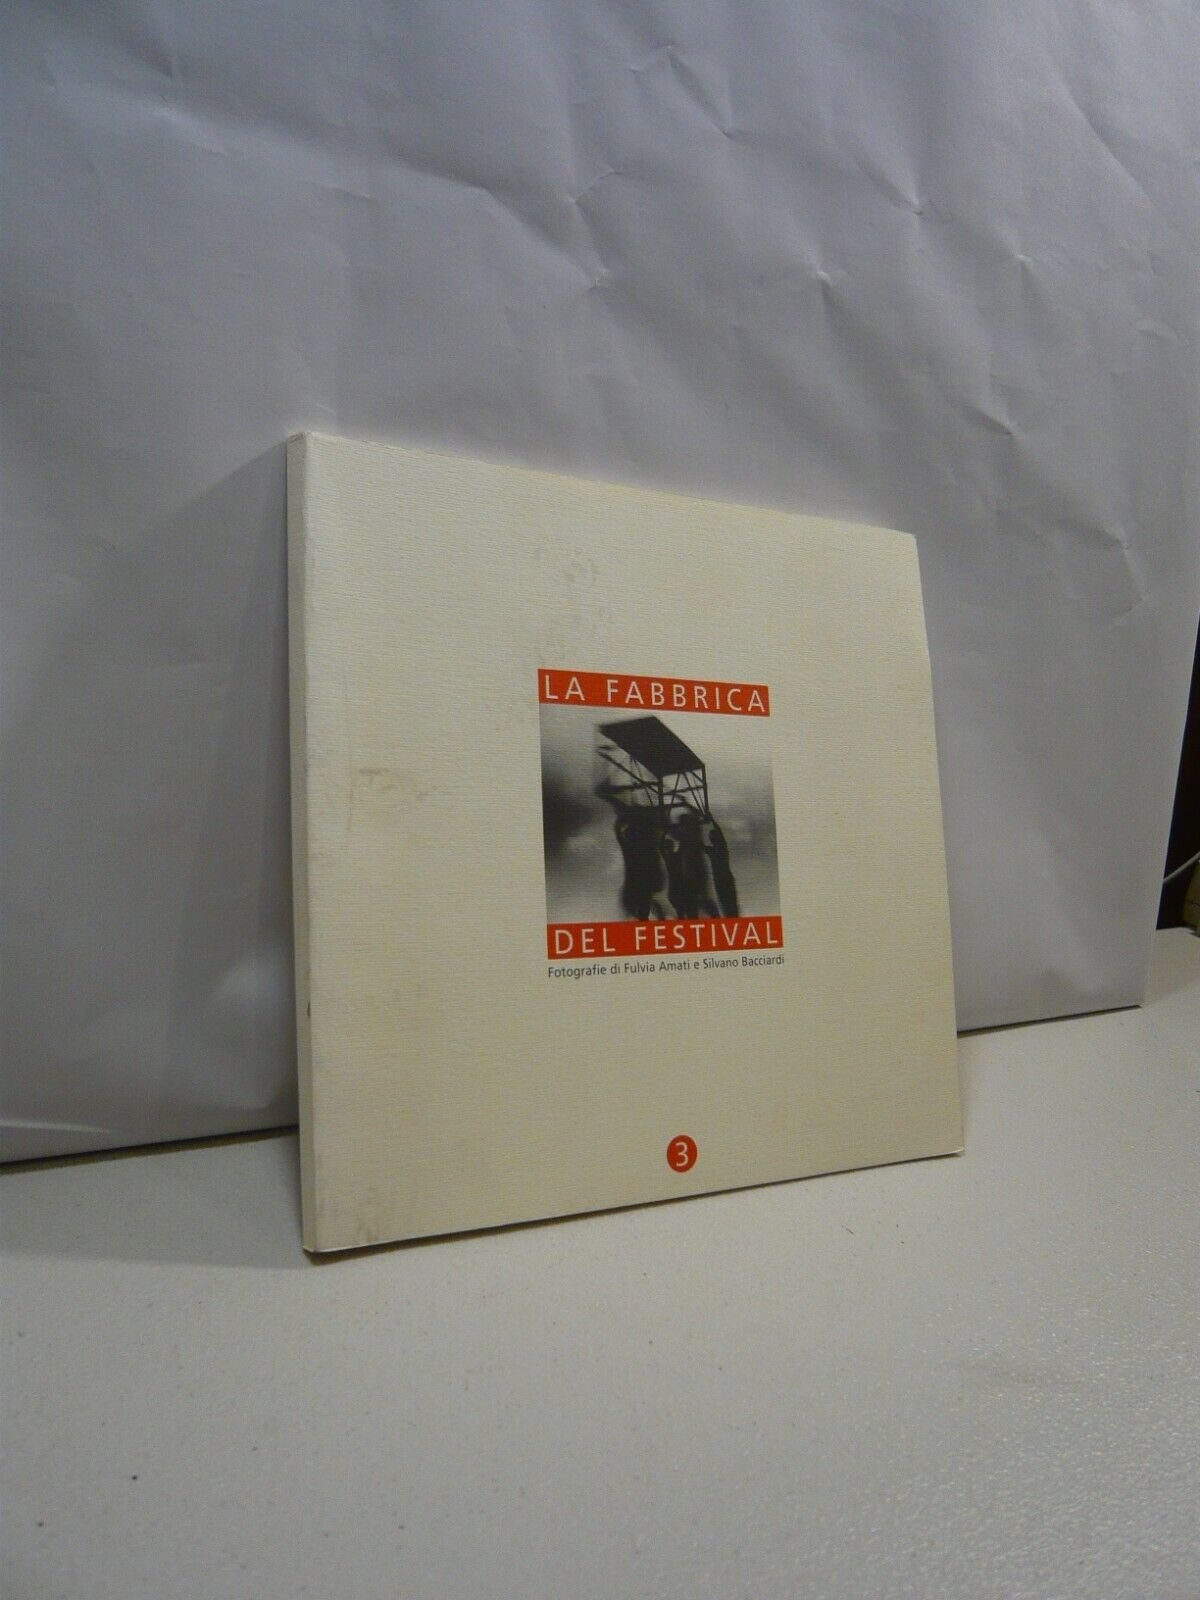 LA FABBRICA
DEL FESTIVAL
Fotografie di Fulvia Amati e Silvano Bacciardi
3